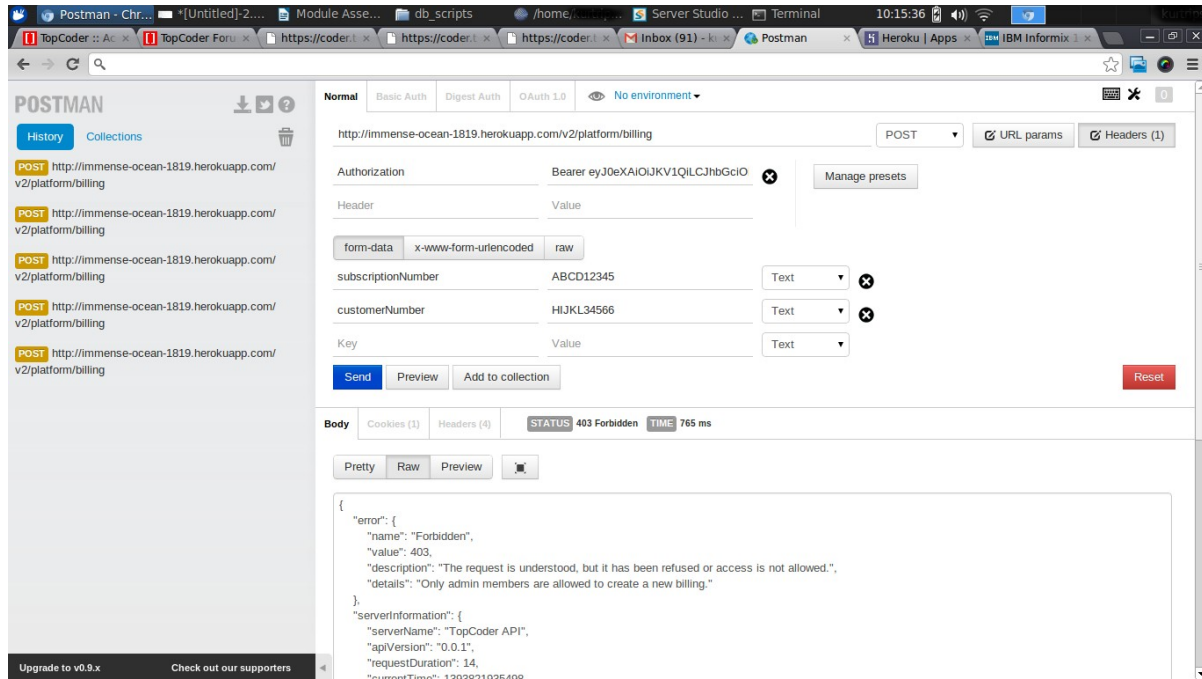 Postman - Chr... *[Untitled]-2.... Module Asse... db_scripts /home/ Server Studio ... Terminal 10:15:36
TopCoder :: Ac TopCoder Foru https://coder.t https://coder.t https://coder.t Inbox (91) - k Postman Heroku | Apps IBM Informix 1
POSTMAN
Normal Basic Auth Digest Auth OAuth 1.0 No environment 0
History Collections
http://immense-ocean-1819.herokuapp.com/v2/platform/billing POST URL params Headers (1)
POST http://immense-ocean-1819.herokuapp.com/
v2/platform/billing
POST http://immense-ocean-1819.herokuapp.com/
v2/platform/billing
POST http://immense-ocean-1819.herokuapp.com/
v2/platform/billing
POST http://immense-ocean-1819.herokuapp.com/
v2/platform/billing
POST http://immense-ocean-1819.herokuapp.com/
v2/platform/billing
Authorization Bearer eyJ0eXAiOiJKV1QiLCJhbGciO Manage presets
Header Value
form-data x-www-form-urlencoded raw
subscriptionNumber ABCD12345 Text
customerNumber HIJKL34566 Text
Key Value Text
Send Preview Add to collection Reset
Body Cookies (1) Headers (4) STATUS 403 Forbidden TIME 765 ms
Pretty Raw Preview
{
"error": {
"name": "Forbidden",
"value": 403,
"description": "The request is understood, but it has been refused or access is not allowed.",
"details": "Only admin members are allowed to create a new billing."
},
"serverInformation": {
"serverName": "TopCoder API",
"apiVersion": "0.0.1",
"requestDuration": 14,
"currentTime": 1393821935498,
Upgrade to v0.9.x Check out our supporters